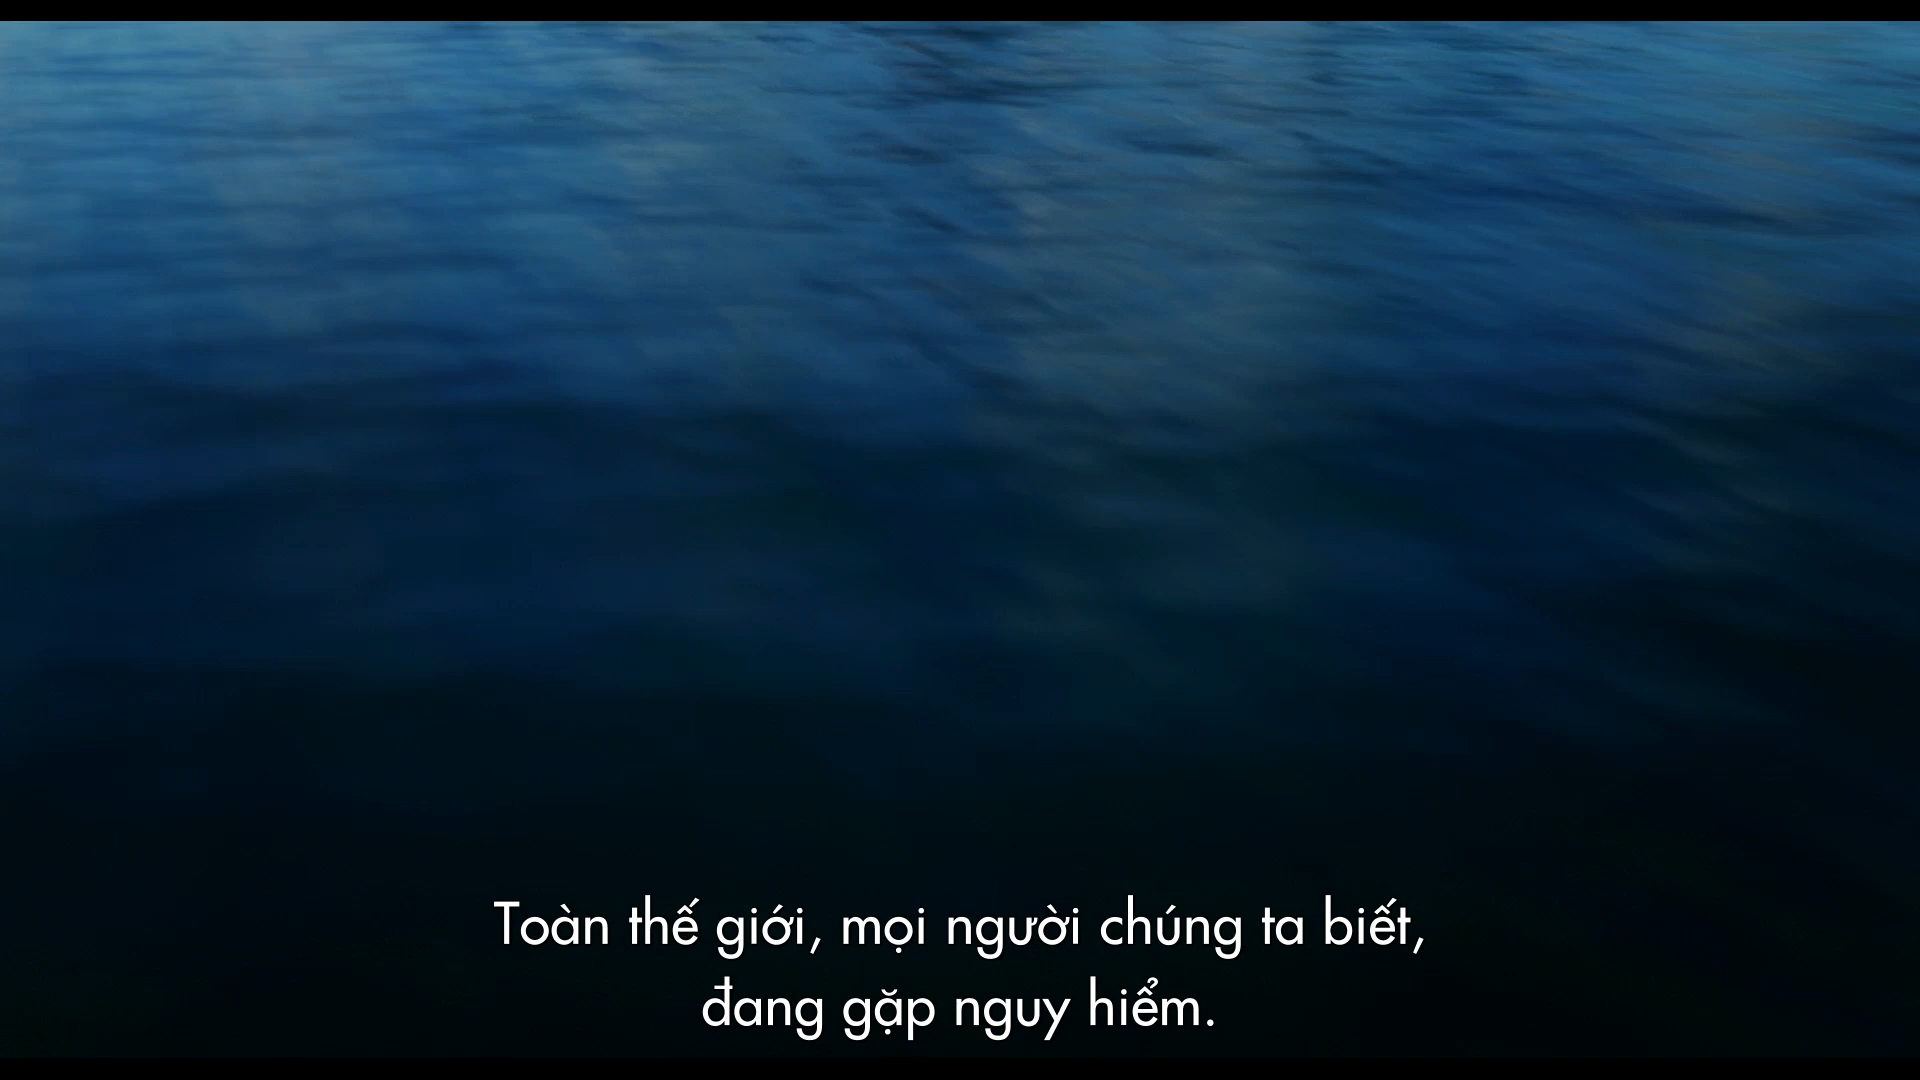 Toàn thế giới, mọi người chúng ta biết,
đang gặp nguy hiểm.